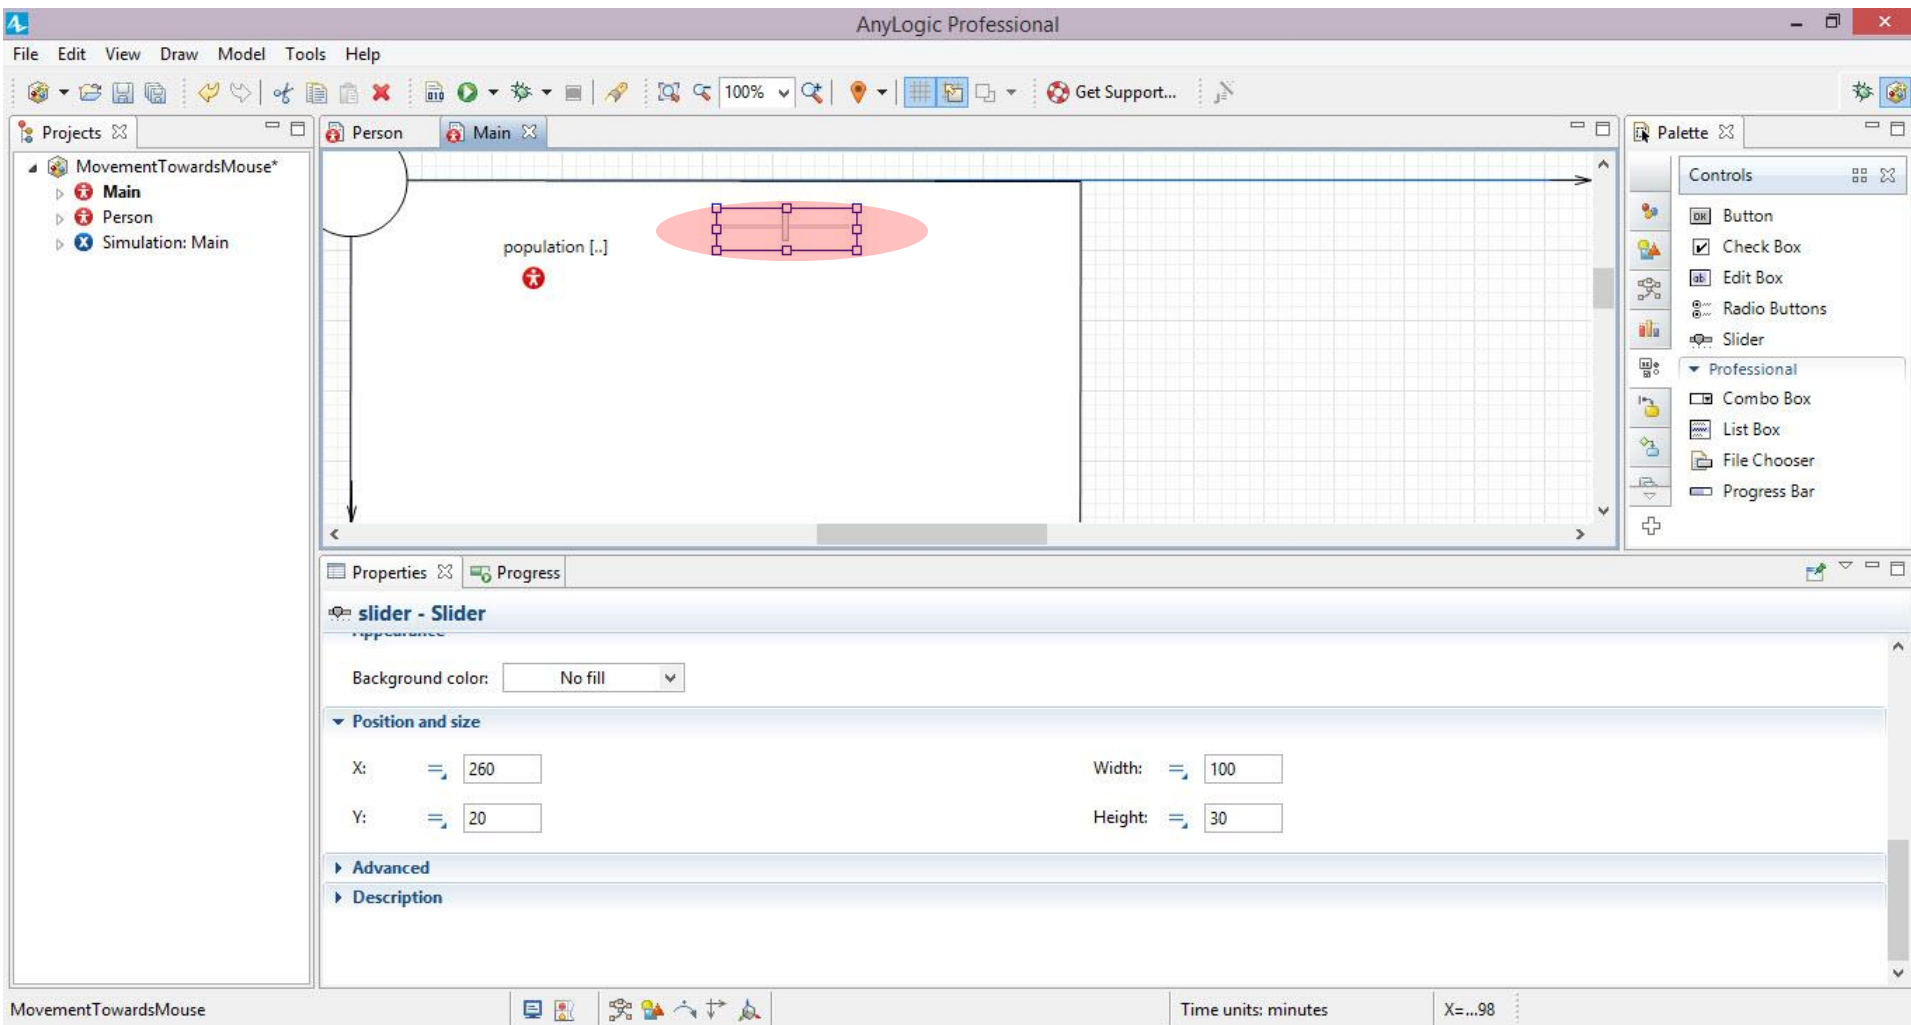 AnyLogic Professional
File Edit View Draw Model Tools Help
100% Get Support...
Projects
MovementTowardsMouse*
Main
Person
Simulation: Main
Person Main
population [..]
Palette
Controls
Button
Check Box
Edit Box
Radio Buttons
Slider
Professional
Combo Box
List Box
File Chooser
Progress Bar
Properties Progress
slider - Slider
Appearance
Background color: No fill
Position and size
X: 260 Width: 100
Y: 20 Height: 30
Advanced
Description
MovementTowardsMouse Time units: minutes X=...98